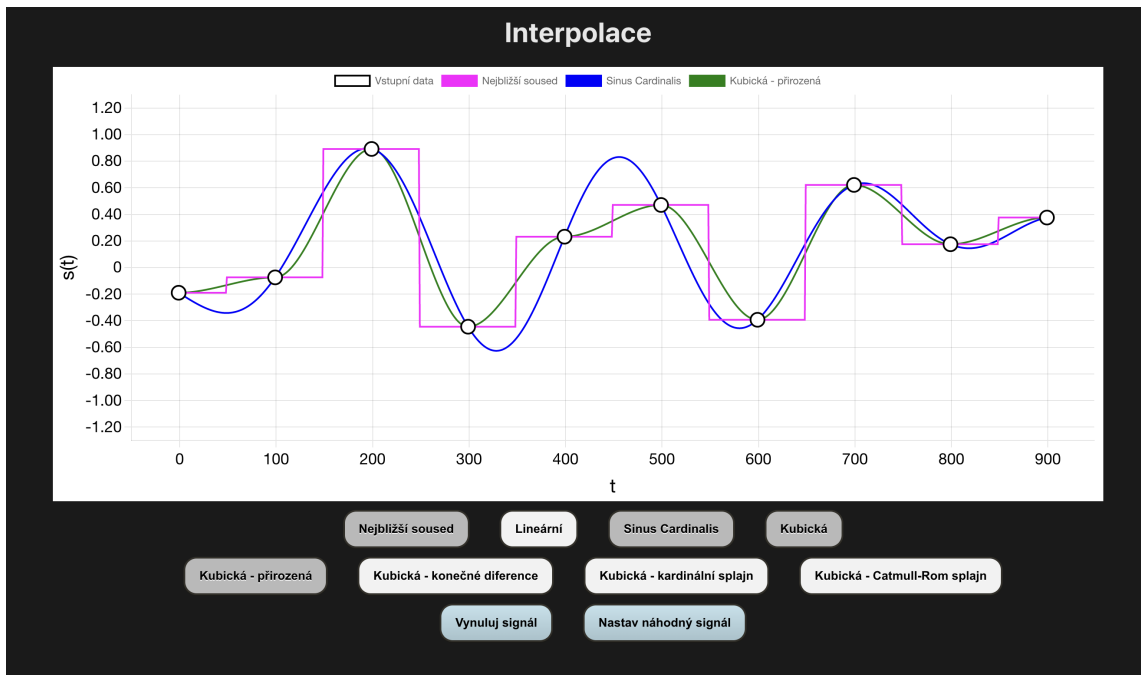 Interpolace
Vstupní data Nejbližší soused Sinus Cardinalis Kubická - přirozená
1.20
1.00
0.80
0.60
0.40
0.20
0
-0.20
-0.40
-0.60
-0.80
-1.00
-1.20
s(t)
0 100 200 300 400 500 600 700 800 900
t
Nejbližší soused Lineární Sinus Cardinalis Kubická
Kubická - přirozená Kubická - konečné diference Kubická - kardinální splajn Kubická - Catmull-Rom splajn
Vynuluj signál Nastav náhodný signál